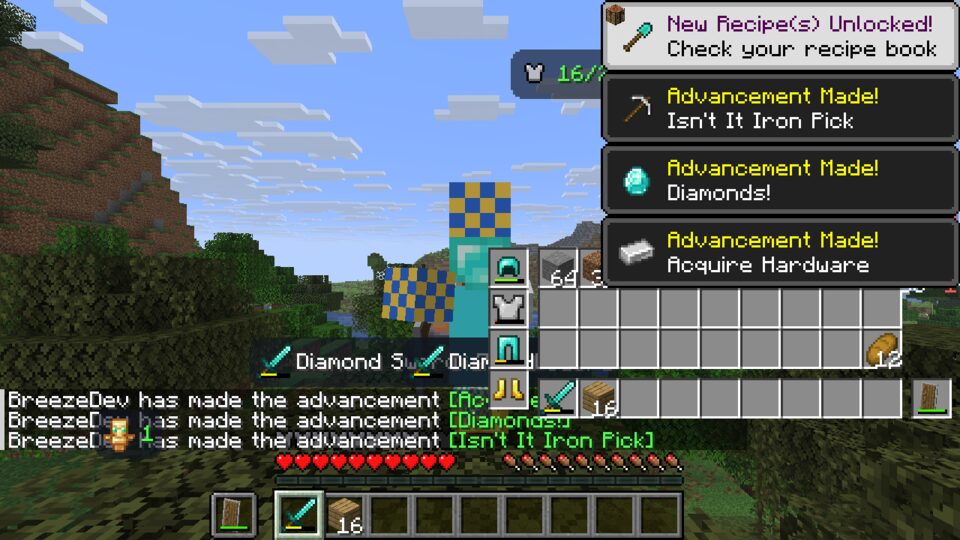 New Recipe(s) Unlocked!
Check your recipe book
16/
Advancement Made!
Isn't It Iron Pick
Advancement Made!
Diamonds!
Advancement Made!
Acquire Hardware
64
12
Diamond
BreezeDev has made the advancement
16
BreezeDev has made the advancement [Diamonds!]
1
BreezeDev has made the advancement [Isn't It Iron Pick]
16